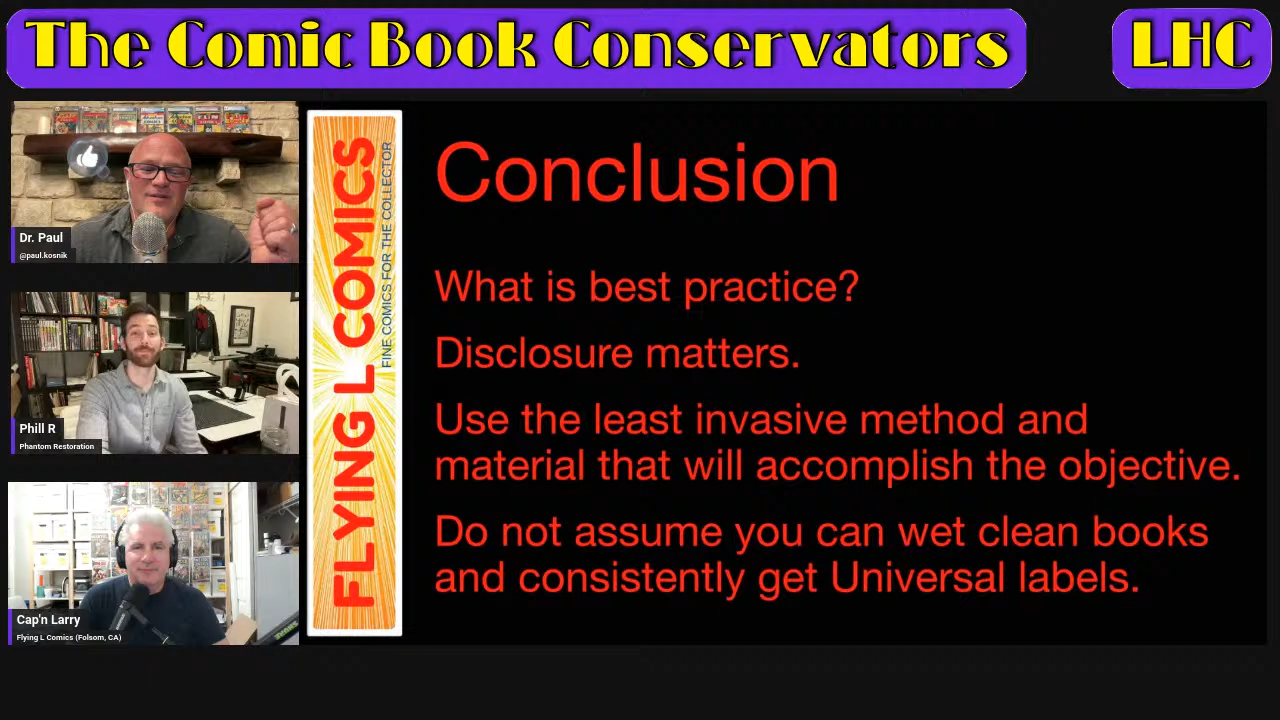 The Comic Book Conservators
LHC
Dr. Paul
@paul.kosnik
Phill R
Phantom Restoration
Cap'n Larry
Flying L Comics (Folsom, CA)
FLYING L COMICS
FINE COMICS FOR THE COLLECTOR
Conclusion
What is best practice?
Disclosure matters.
Use the least invasive method and
material that will accomplish the objective.
Do not assume you can wet clean books
and consistently get Universal labels.